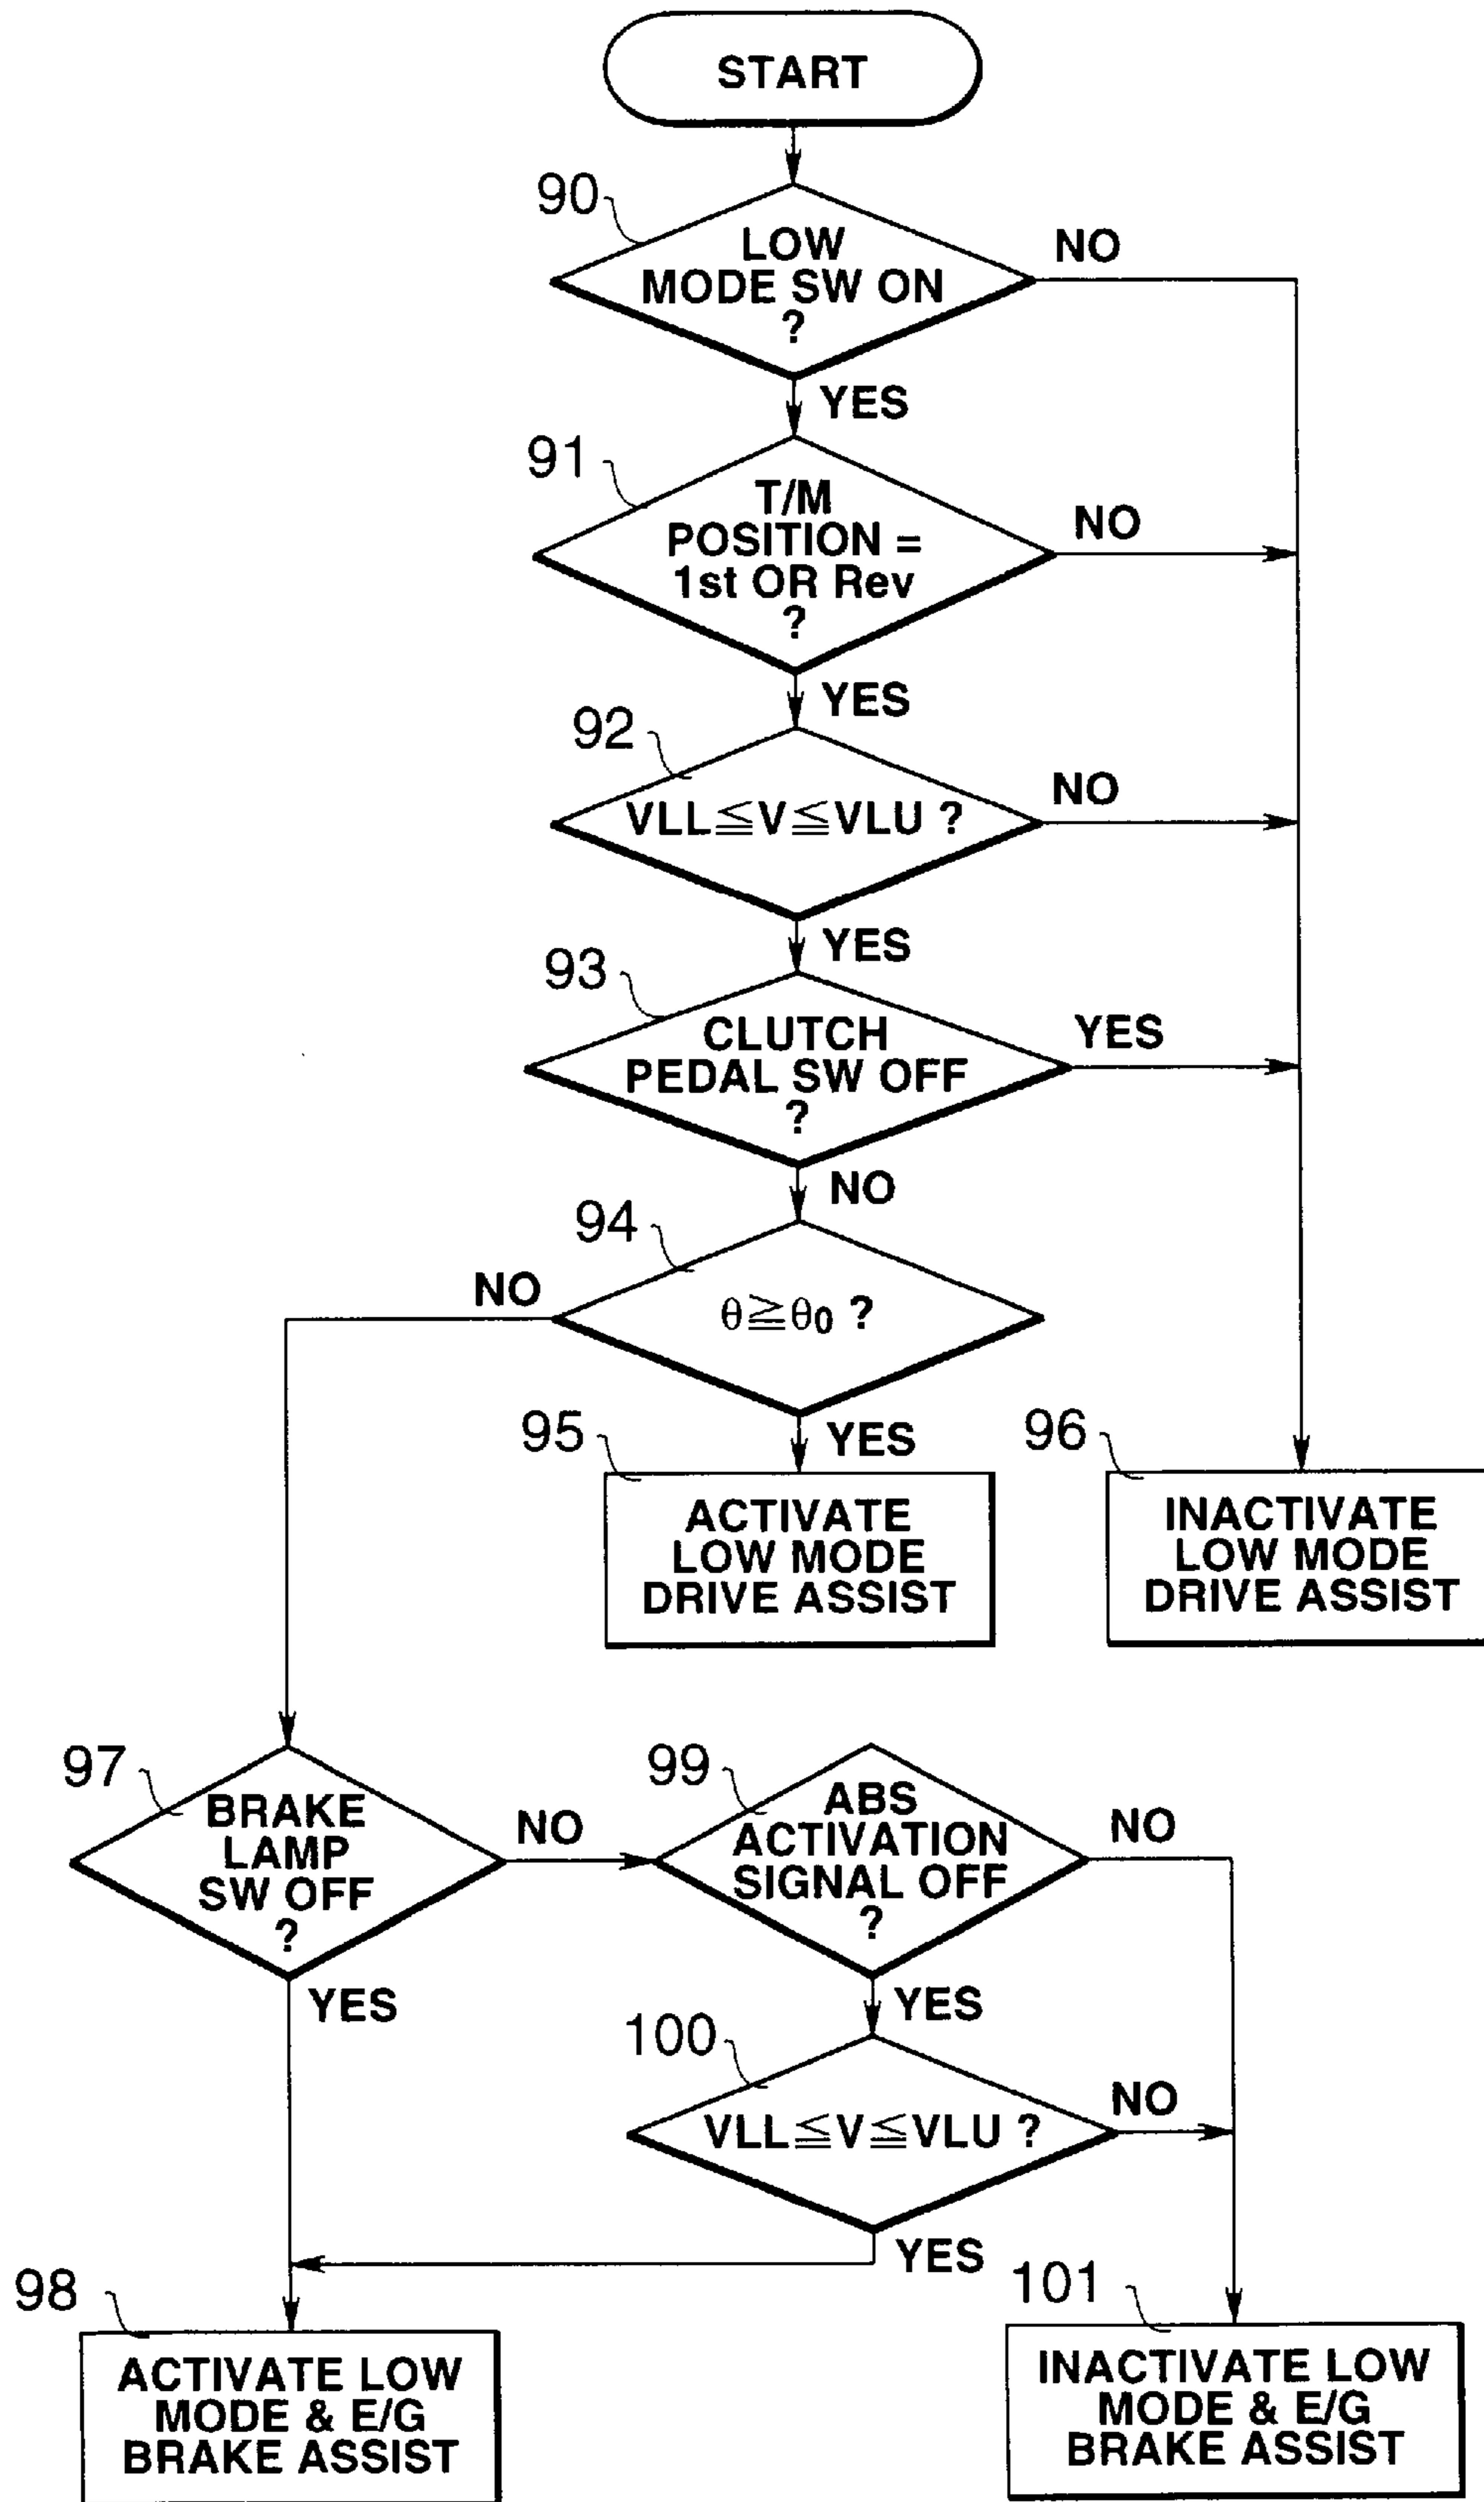 START
90
LOW
MODE SW ON
?
NO
YES
91
T/M
POSITION =
1st OR Rev
?
NO
YES
92
VLL≦V≦VLU ?
NO
YES
93
CLUTCH
PEDAL SW OFF
?
YES
NO
94
θ≧θ0 ?
NO
YES
95
ACTIVATE
LOW MODE
DRIVE ASSIST
96
INACTIVATE
LOW MODE
DRIVE ASSIST
97
BRAKE
LAMP
SW OFF
?
NO
YES
99
ABS
ACTIVATION
SIGNAL OFF
?
NO
YES
100
VLL≦V≦VLU ?
NO
YES
98
ACTIVATE LOW
MODE & E/G
BRAKE ASSIST
101
INACTIVATE LOW
MODE & E/G
BRAKE ASSIST